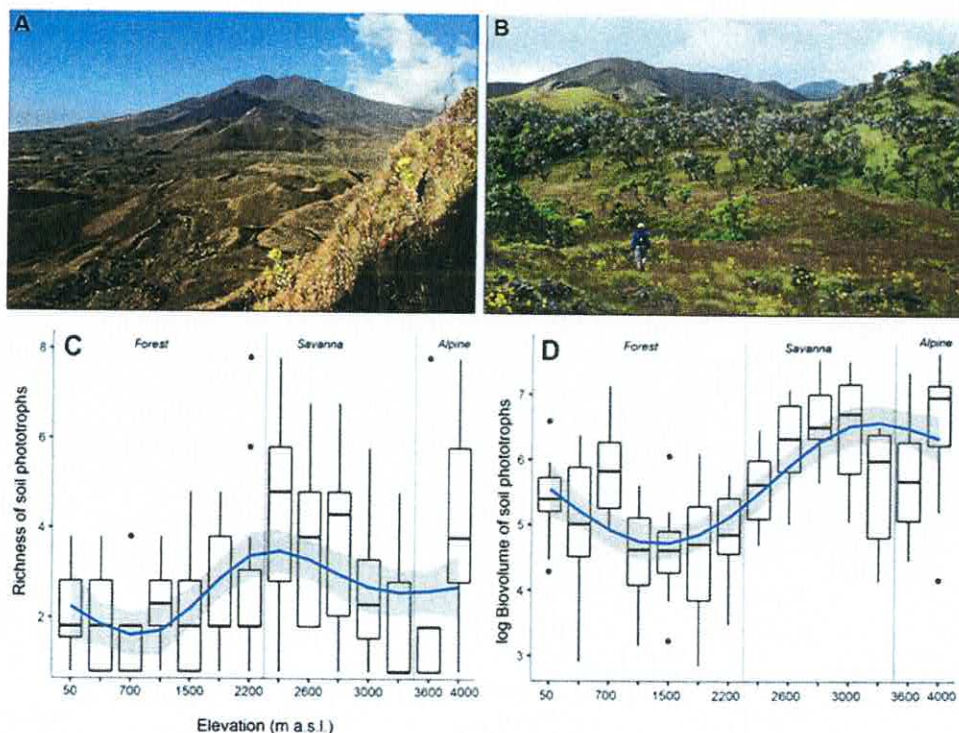 A
B
C
Forest
Savanna
Alpine
Richness of soil phototrophs
8
6
4
2
50
700
1500
2200
2600
3000
3600
4000
Elevation (m a.s.l.)
D
Forest
Savanna
Alpine
log Biovolume of soil phototrophs
7
6
5
4
3
50
700
1500
2200
2600
3000
3600
4000